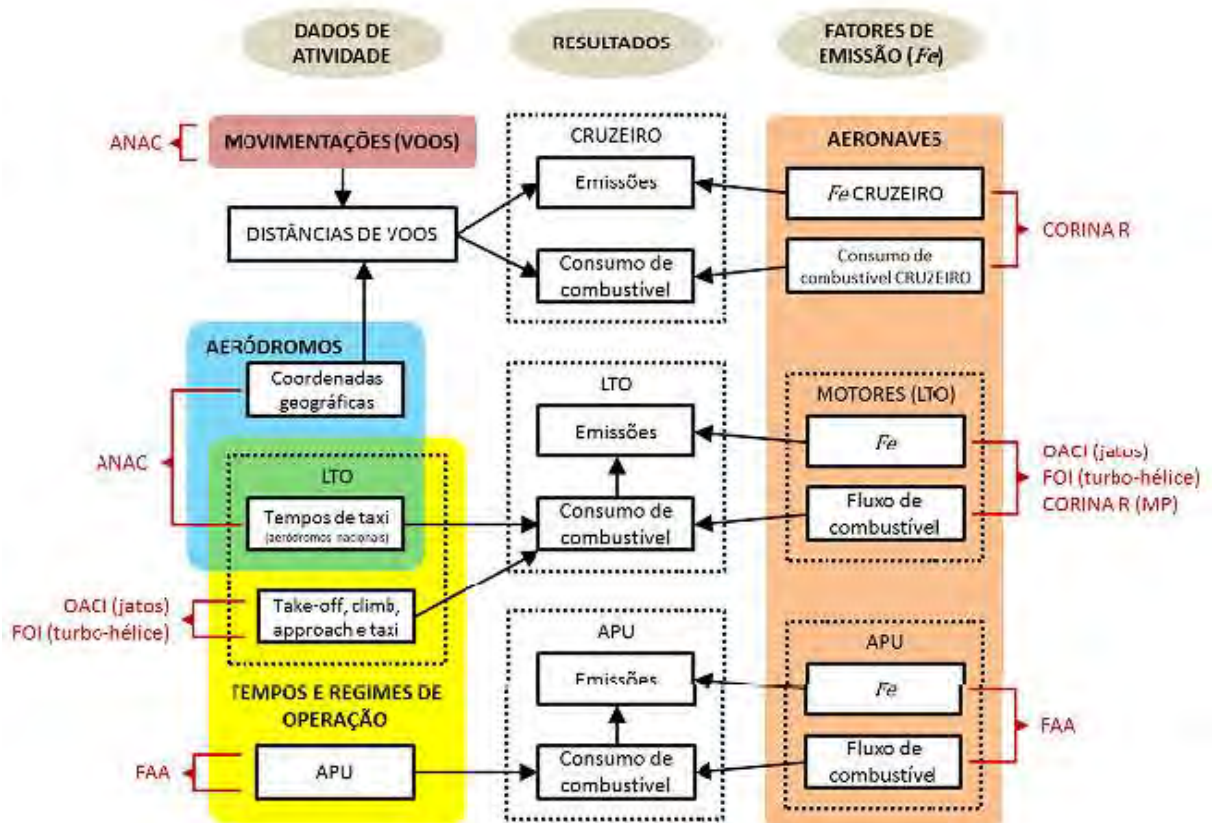 DADOS DE
ATIVIDADE
RESULTADOS
FATORES DE
EMISSÃO (Fe)
ANAC
MOVIMENTAÇÕES (VOOS)
DISTÂNCIAS DE VOOS
CRUZEIRO
Emissões
Consumo de
combustível
AERONAVES
Fe CRUZEIRO
Consumo de
combustível CRUZEIRO
CORINA R
AERÓDROMOS
Coordenadas
geográficas
ANAC
LTO
Tempos de taxi
(aeródromos nacionais)
OACI (jatos)
FOI (turbo-hélice)
Take-off, climb,
approach e taxi
LTO
Emissões
Consumo de
combustível
MOTORES (LTO)
Fe
Fluxo de
combustível
OACI (jatos)
FOI (turbo-hélice)
CORINA R (MP)
TEMPOS E REGIMES DE
OPERAÇÃO
FAA
APU
APU
Emissões
Consumo de
combustível
APU
Fe
Fluxo de
combustível
FAA